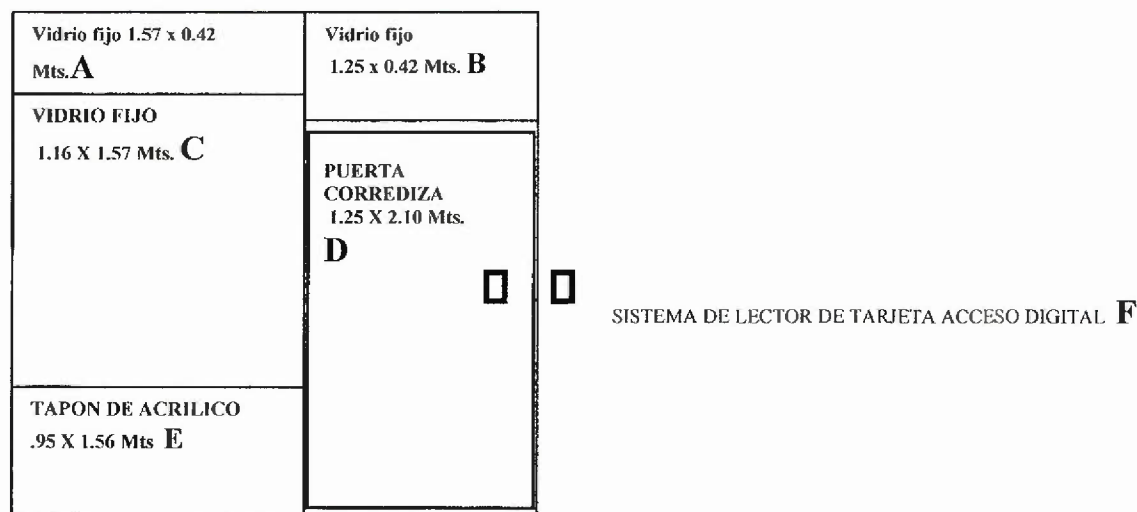 Vidrio fijo 1.57 x 0.42
Mts. A
Vidrio fijo
1.25 x 0.42 Mts. B
VIDRIO FIJO
1.16 X 1.57 Mts. C
PUERTA
CORREDIZA
1.25 X 2.10 Mts.
D
SISTEMA DE LECTOR DE TARJETA ACCESO DIGITAL F
TAPON DE ACRILICO
.95 X 1.56 Mts E